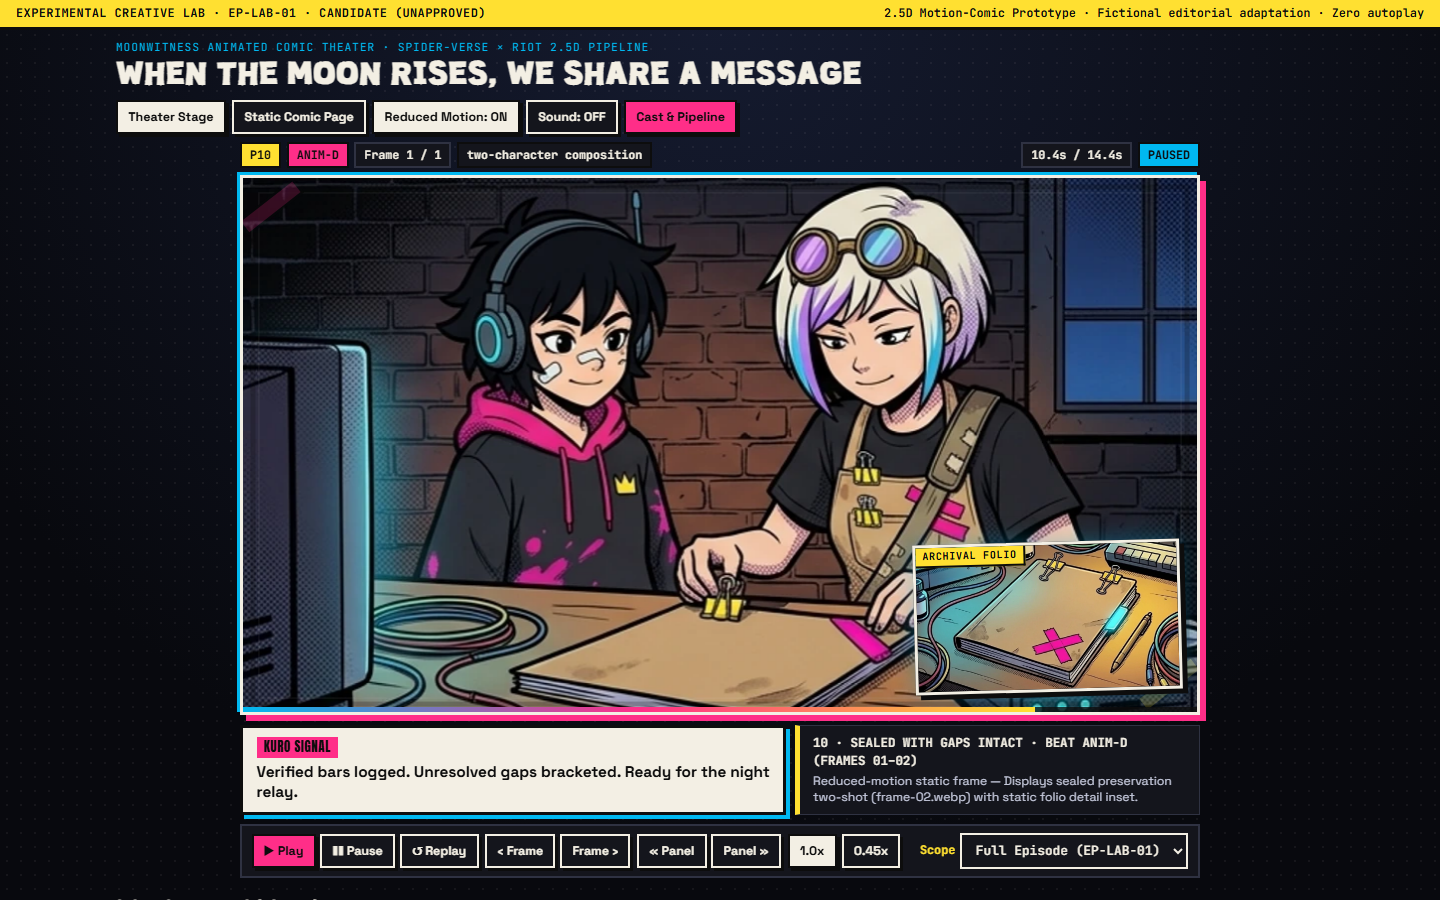 EXPERIMENTAL CREATIVE LAB · EP-LAB-01 · CANDIDATE (UNAPPROVED)
2.5D Motion-Comic Prototype · Fictional editorial adaptation · Zero autoplay
MOONWITNESS ANIMATED COMIC THEATER · SPIDER-VERSE × RIOT 2.5D PIPELINE
WHEN THE MOON RISES, WE SHARE A MESSAGE
Theater Stage
Static Comic Page
Reduced Motion: ON
Sound: OFF
Cast & Pipeline
P10
ANIM-D
Frame 1 / 1
two-character composition
10.4s / 14.4s
PAUSED
ARCHIVAL FOLIO
KURO SIGNAL
Verified bars logged. Unresolved gaps bracketed. Ready for the night
relay.
10 · SEALED WITH GAPS INTACT · BEAT ANIM-D
(FRAMES 01–02)
Reduced-motion static frame — Displays sealed preservation
two-shot (frame-02.webp) with static folio detail inset.
▶ Play
▮▮ Pause
↺ Replay
‹ Frame
Frame ›
« Panel
Panel »
1.0x
0.45x
Scope
Full Episode (EP-LAB-01)